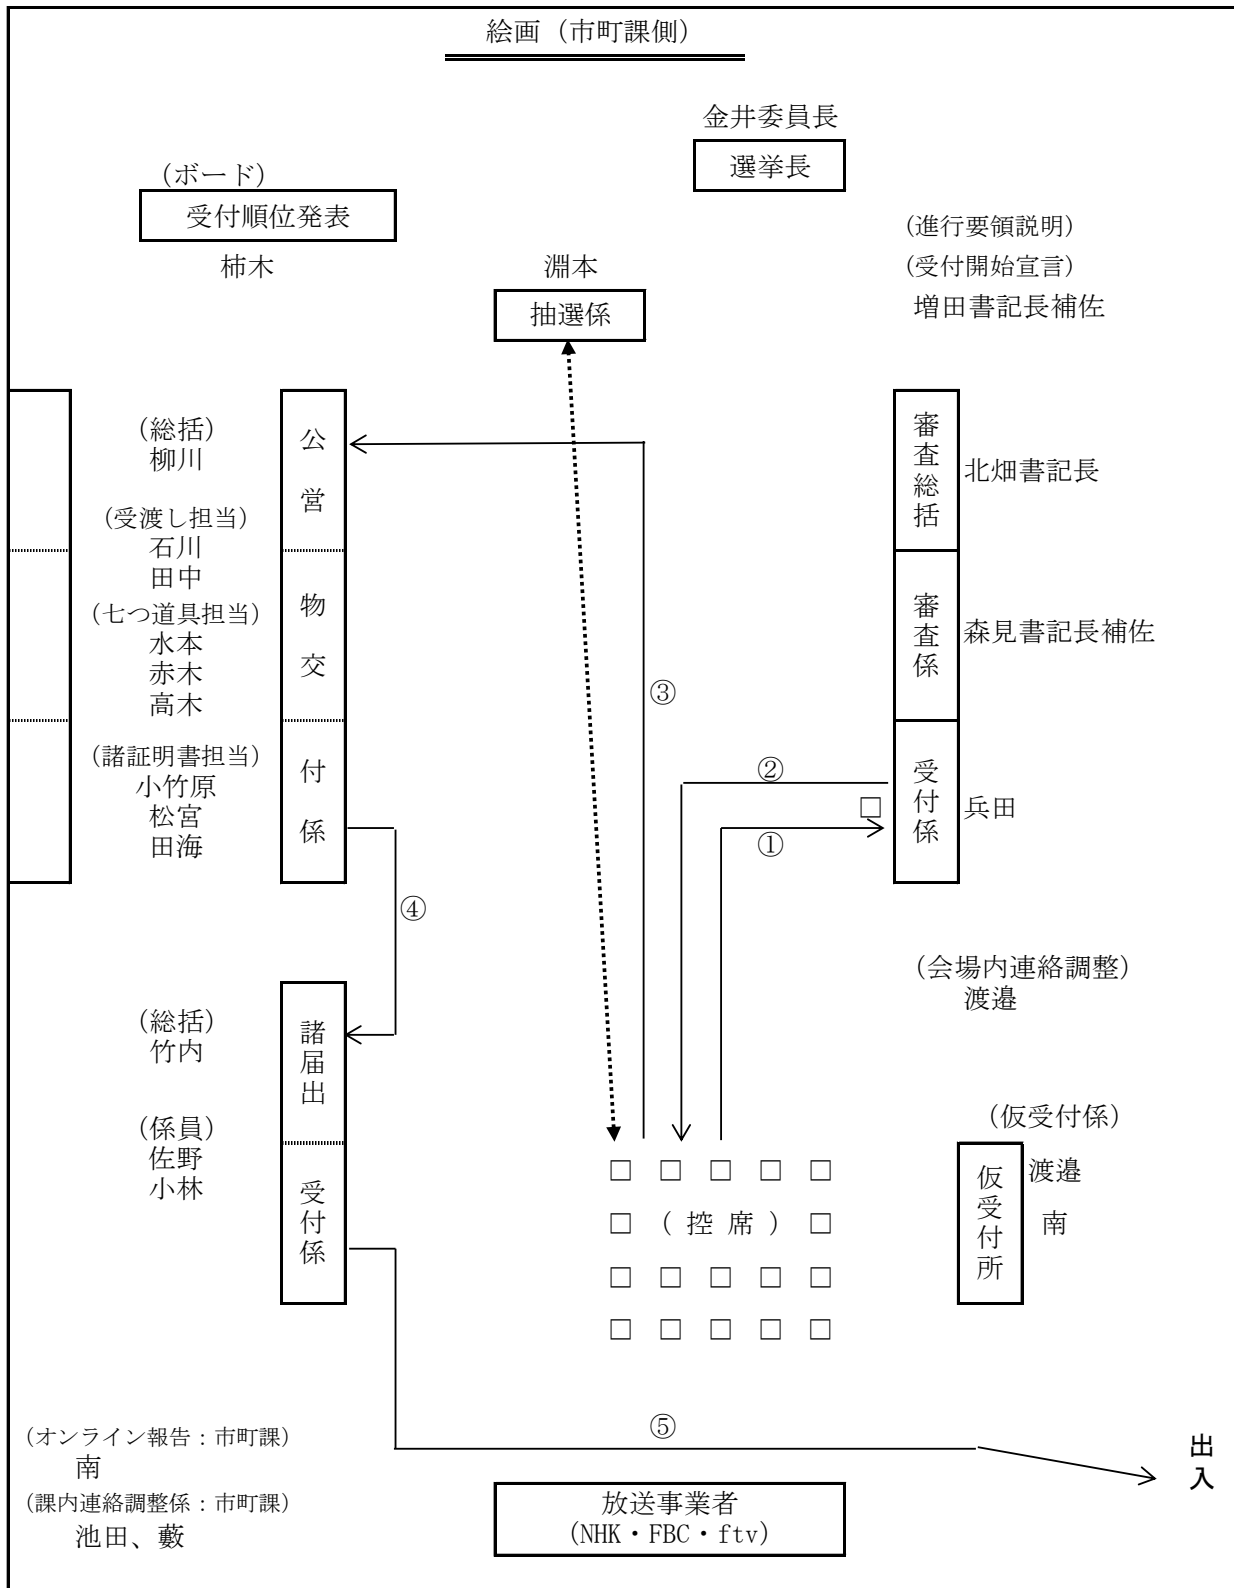 絵画（市町課側）
金井委員長
選挙長
（ボード）
受付順位発表
柿木
淵本
抽選係
（進行要領説明）
（受付開始宣言）
増田書記長補佐
（総括）
柳川
（受渡し担当）
石川
田中
（七つ道具担当）
水本
赤木
高木
（諸証明書担当）
小竹原
松宮
田海
公営物交付係
審査総括
北畑書記長
審査係
森見書記長補佐
受付係
兵田
③
②
□
①
④
（会場内連絡調整）
渡邉
（総括）
竹内
（係員）
佐野
小林
諸届出
受付係
（仮受付係）
仮受付所
渡邉
南
□ □ □ □ □
□ （控席） □
□ □ □ □ □
□ □ □ □ □
⑤
出入
（オンライン報告：市町課）
南
（課内連絡調整係：市町課）
池田、藪
放送事業者
（NHK・FBC・ftv）